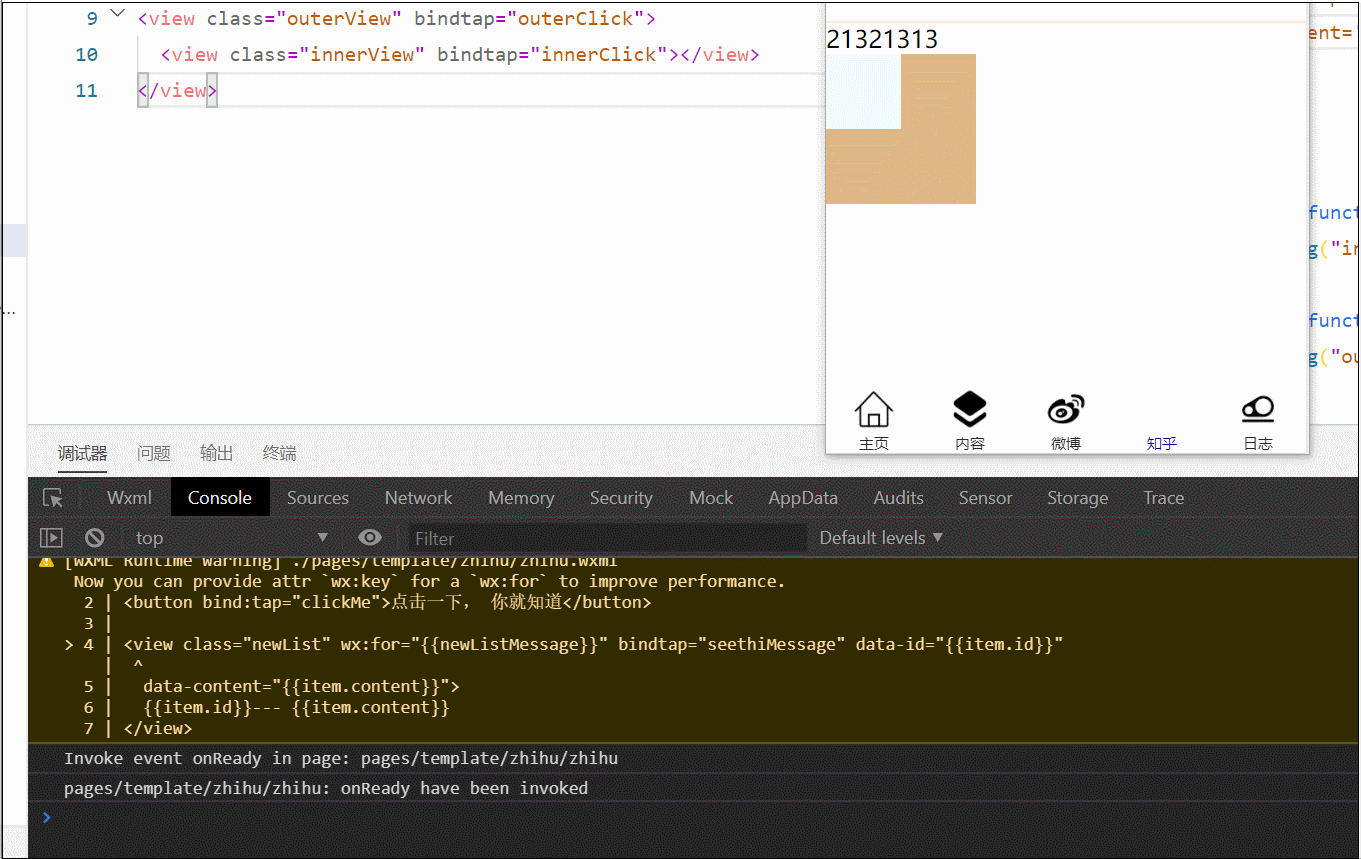 9 <view class="outerView" bindtap="outerClick">
10 <view class="innerView" bindtap="innerClick"></view>
11 </view>
21321313
ent=
funct
g("in
funct
g("ou
...
主页 内容 微博 知乎 日志
调试器 问题 输出 终端
Wxml Console Sources Network Memory Security Mock AppData Audits Sensor Storage Trace
top ▼ Filter Default levels ▼
[WXML Runtime warning] ./pages/template/zhihu/zhihu.wxml
Now you can provide attr `wx:key` for a `wx:for` to improve performance.
2 | <button bind:tap="clickMe">点击一下， 你就知道</button>
3 |
> 4 | <view class="newList" wx:for="{{newListMessage}}" bindtap="seethiMessage" data-id="{{item.id}}"
| ^
5 | data-content="{{item.content}}">
6 | {{item.id}}--- {{item.content}}
7 | </view>
Invoke event onReady in page: pages/template/zhihu/zhihu
pages/template/zhihu/zhihu: onReady have been invoked
>